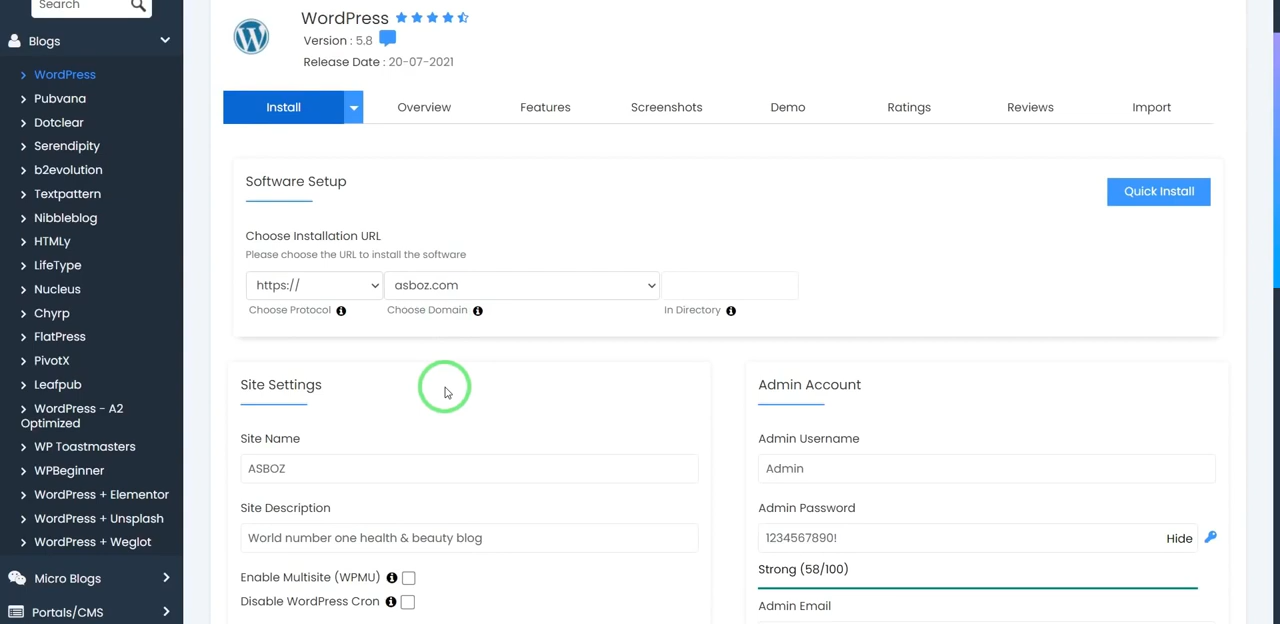 Search
Blogs
WordPress
Pubvana
Dotclear
Serendipity
b2evolution
Textpattern
Nibbleblog
HTMLy
LifeType
Nucleus
Chyrp
FlatPress
PivotX
Leafpub
WordPress - A2
Optimized
WP Toastmasters
WPBeginner
WordPress + Elementor
WordPress + Unsplash
WordPress + Weglot
Micro Blogs
Portals/CMS
WordPress
Version : 5.8
Release Date : 20-07-2021
Install Overview Features Screenshots Demo Ratings Reviews Import
Software Setup
Quick Install
Choose Installation URL
Please choose the URL to install the software
https:// asboz.com
Choose Protocol Choose Domain In Directory
Site Settings
Site Name
ASBOZ
Site Description
World number one health & beauty blog
Enable Multisite (WPMU)
Disable WordPress Cron
Admin Account
Admin Username
Admin
Admin Password
1234567890! Hide
Strong (58/100)
Admin Email